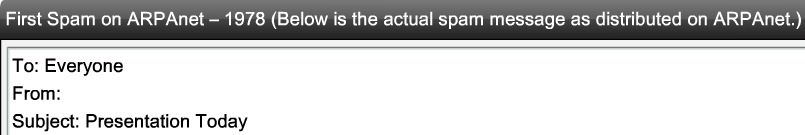 First Spam on ARPAnet – 1978 (Below is the actual spam message as distributed on ARPAnet.)
To: Everyone
From:
Subject: Presentation Today